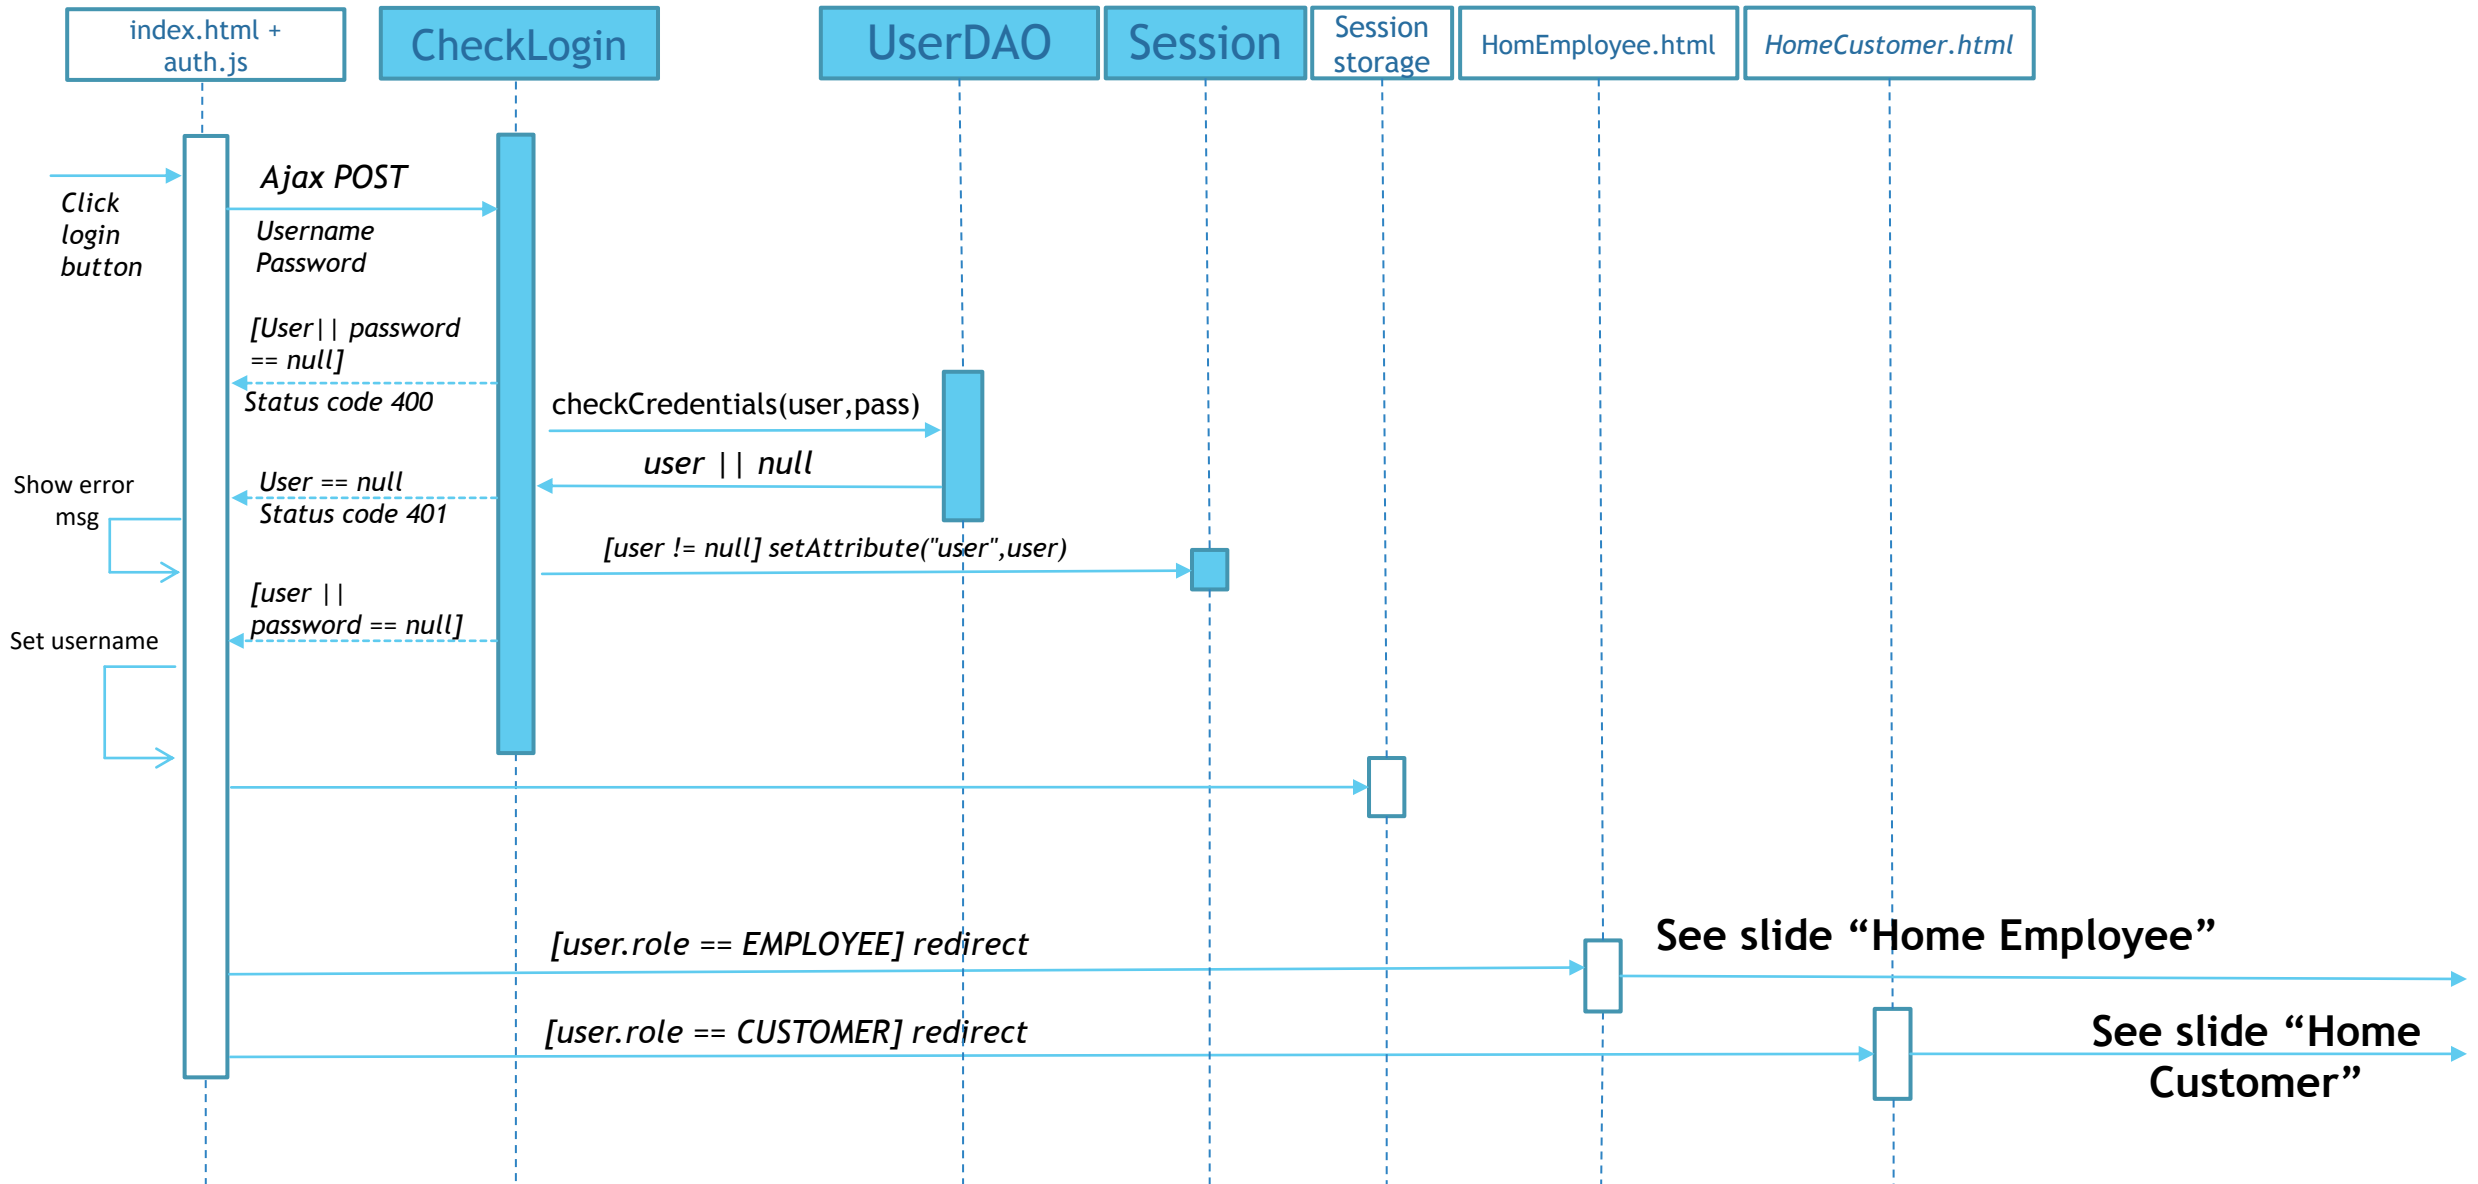 index.html +
auth.js
CheckLogin
UserDAO
Session
Session
storage
HomEmployee.html
HomeCustomer.html
Ajax POST
Click
login
button
Username
Password
[User|| password
== null]
Status code 400
checkCredentials(user,pass)
user || null
Show error
msg
User == null
Status code 401
[user != null] setAttribute("user",user)
[user ||
password == null]
Set username
[user.role == EMPLOYEE] redirect
See slide “Home Employee”
[user.role == CUSTOMER] redirect
See slide “Home
Customer”